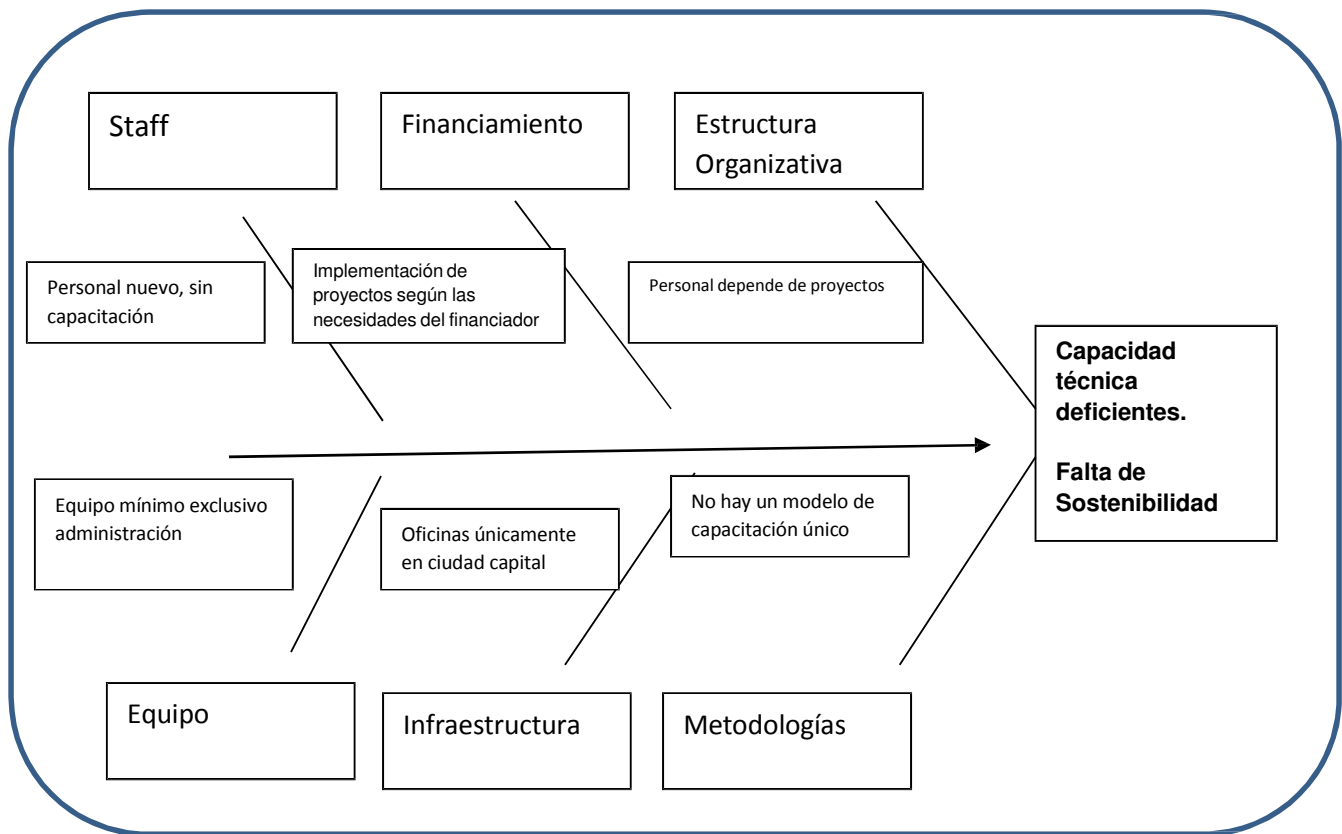 Staff
Financiamiento
Estructura
Organizativa
Personal nuevo, sin
capacitación
Implementación de
proyectos según las
necesidades del financiador
Personal depende de proyectos
Capacidad
técnica
deficientes.
Falta de
Sostenibilidad
Equipo mínimo exclusivo
administración
Oficinas únicamente
en ciudad capital
No hay un modelo de
capacitación único
Equipo
Infraestructura
Metodologías